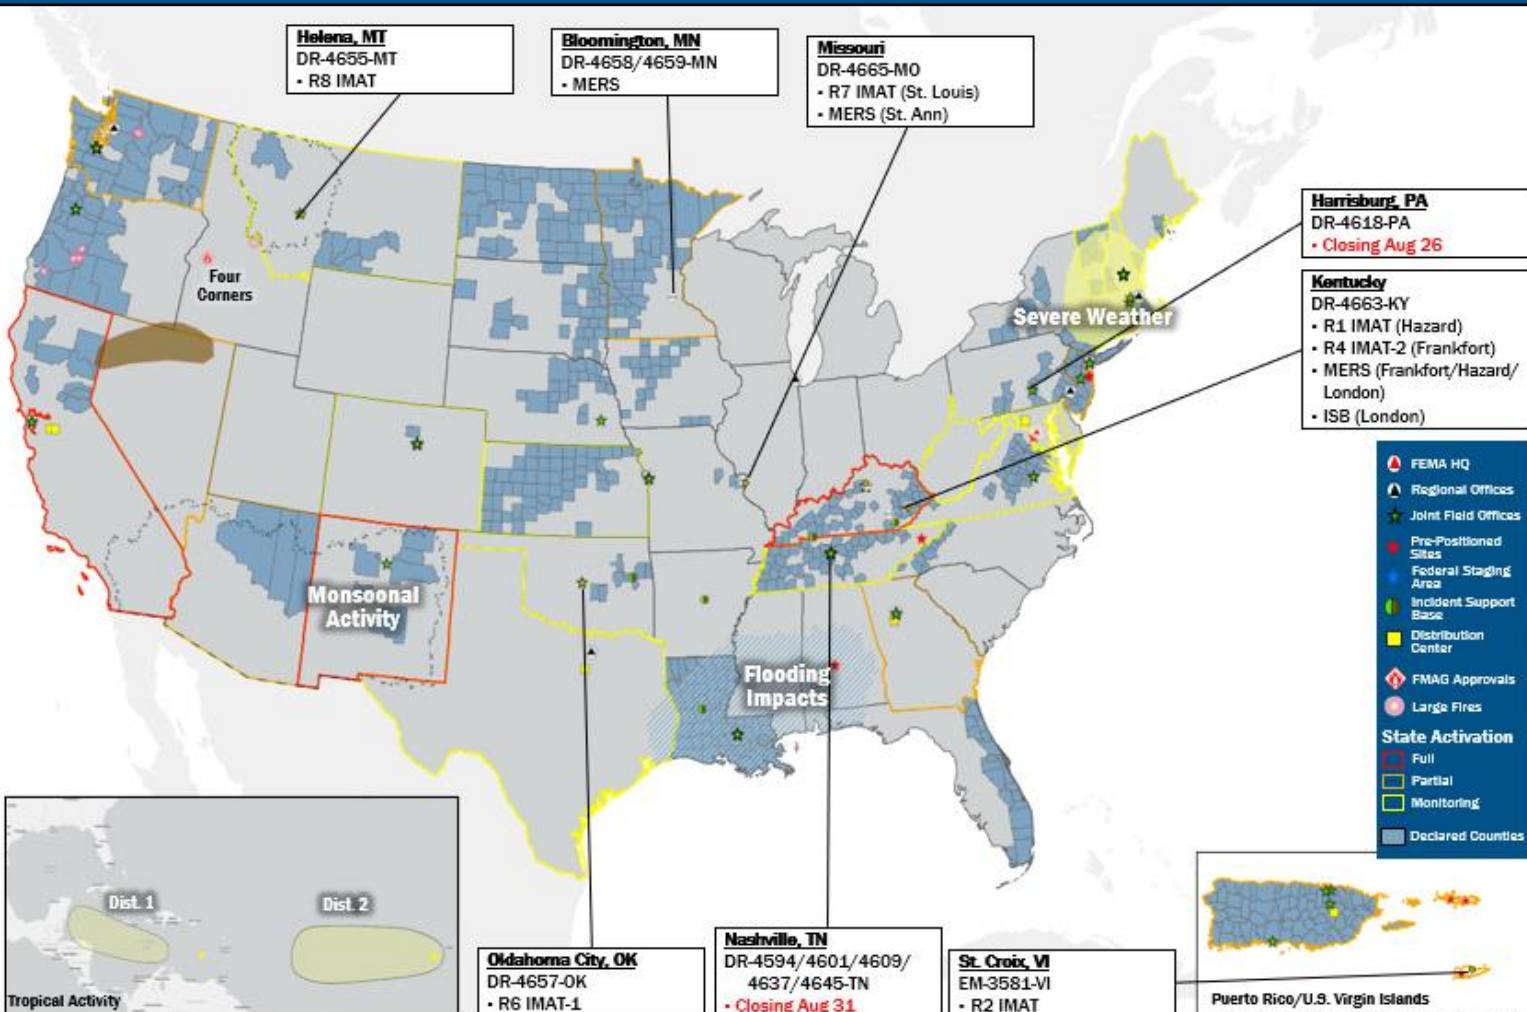 Helena, MT
DR-4655-MT
• R8 IMAT
Bloomington, MN
DR-4658/4659-MN
• MERS
Missouri
DR-4665-MO
• R7 IMAT (St. Louis)
• MERS (St. Ann)
Harrisburg, PA
DR-4618-PA
• Closing Aug 26
Kentucky
DR-4663-KY
• R1 IMAT (Hazard)
• R4 IMAT-2 (Frankfort)
• MERS (Frankfort/Hazard/
London)
• ISB (London)
Four
Corners
Severe Weather
Monsoonal
Activity
Flooding
Impacts
FEMA HQ
Regional Offices
Joint Field Offices
Pre-Positioned
Sites
Federal Staging
Area
Incident Support
Base
Distribution
Center
FMAG Approvals
Large Fires
State Activation
Full
Partial
Monitoring
Declared Counties
Dist. 1
Dist. 2
Tropical Activity
Oklahoma City, OK
DR-4657-OK
• R6 IMAT-1
Nashville, TN
DR-4594/4601/4609/
4637/4645-TN
• Closing Aug 31
St. Croix, VI
EM-3581-VI
• R2 IMAT
Puerto Rico/U.S. Virgin Islands